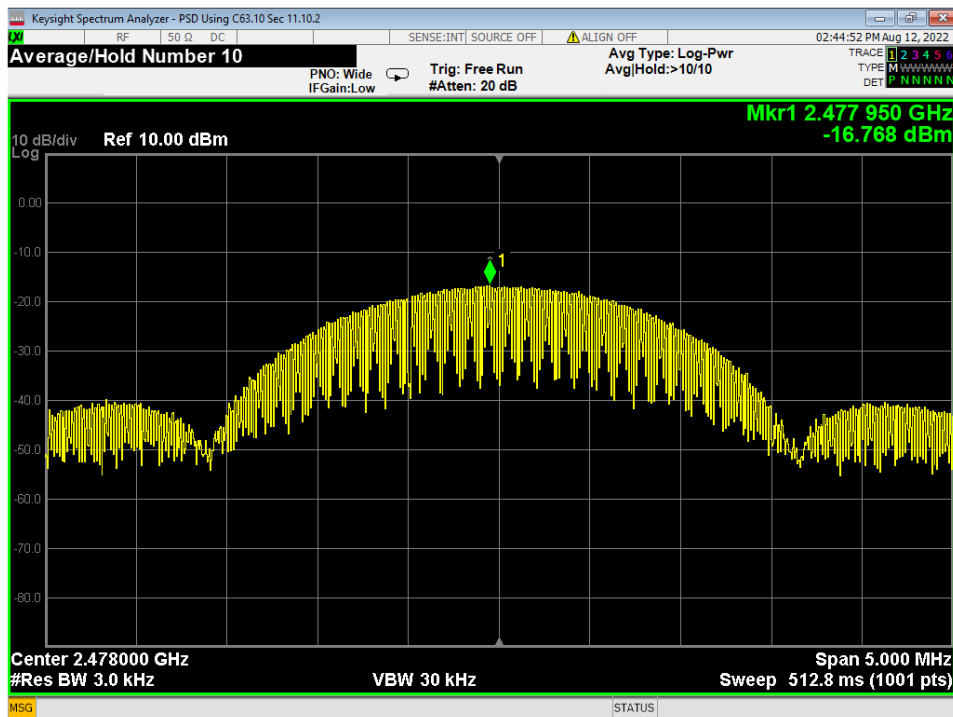 Keysight Spectrum Analyzer - PSD Using C63.10 Sec 11.10.2
LXI RF 50 Ω DC SENSE:INT SOURCE OFF ALIGN OFF 02:44:52 PM Aug 12, 2022
Average/Hold Number 10
PNO: Wide
IFGain:Low
Trig: Free Run
#Atten: 20 dB
Avg Type: Log-Pwr
Avg|Hold:>10/10
TRACE 1 2 3 4 5 6
TYPE M WWWWW
DET P N N N N N
Mkr1 2.477 950 GHz
-16.768 dBm
10 dB/div Ref 10.00 dBm
Log
0.00
-10.0
1
-20.0
-30.0
-40.0
-50.0
-60.0
-70.0
-80.0
Center 2.478000 GHz Span 5.000 MHz
#Res BW 3.0 kHz VBW 30 kHz Sweep 512.8 ms (1001 pts)
MSG STATUS